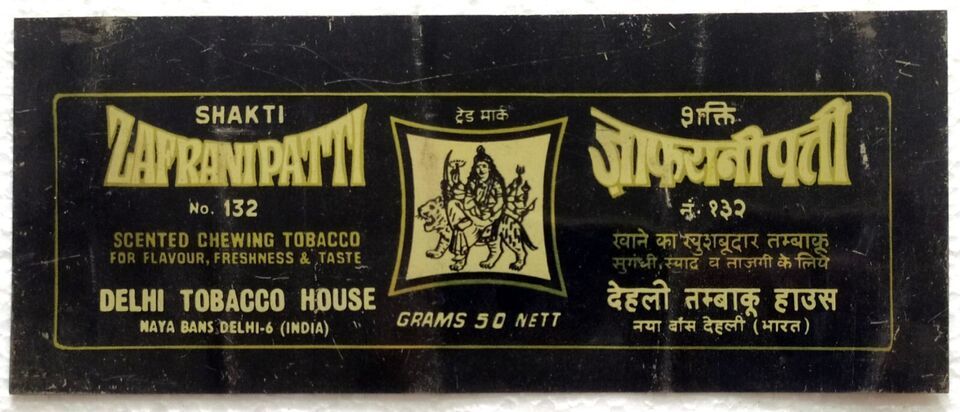 SHAKTI
ZAFRANIPATTI
No. 132
SCENTED CHEWING TOBACCO
FOR FLAVOUR, FRESHNESS & TASTE
DELHI TOBACCO HOUSE
NAYA BANS DELHI-6 (INDIA)
ट्रेड मार्क
GRAMS 50 NETT
शक्ति
ज़ाफरानीपत्ती
नं. १३२
खाने का खुशबूदार तम्बाकू
सुगंधी, स्वाद व ताज़गी के लिये
देहली तम्बाकू हाउस
नया बाँस देहली (भारत)